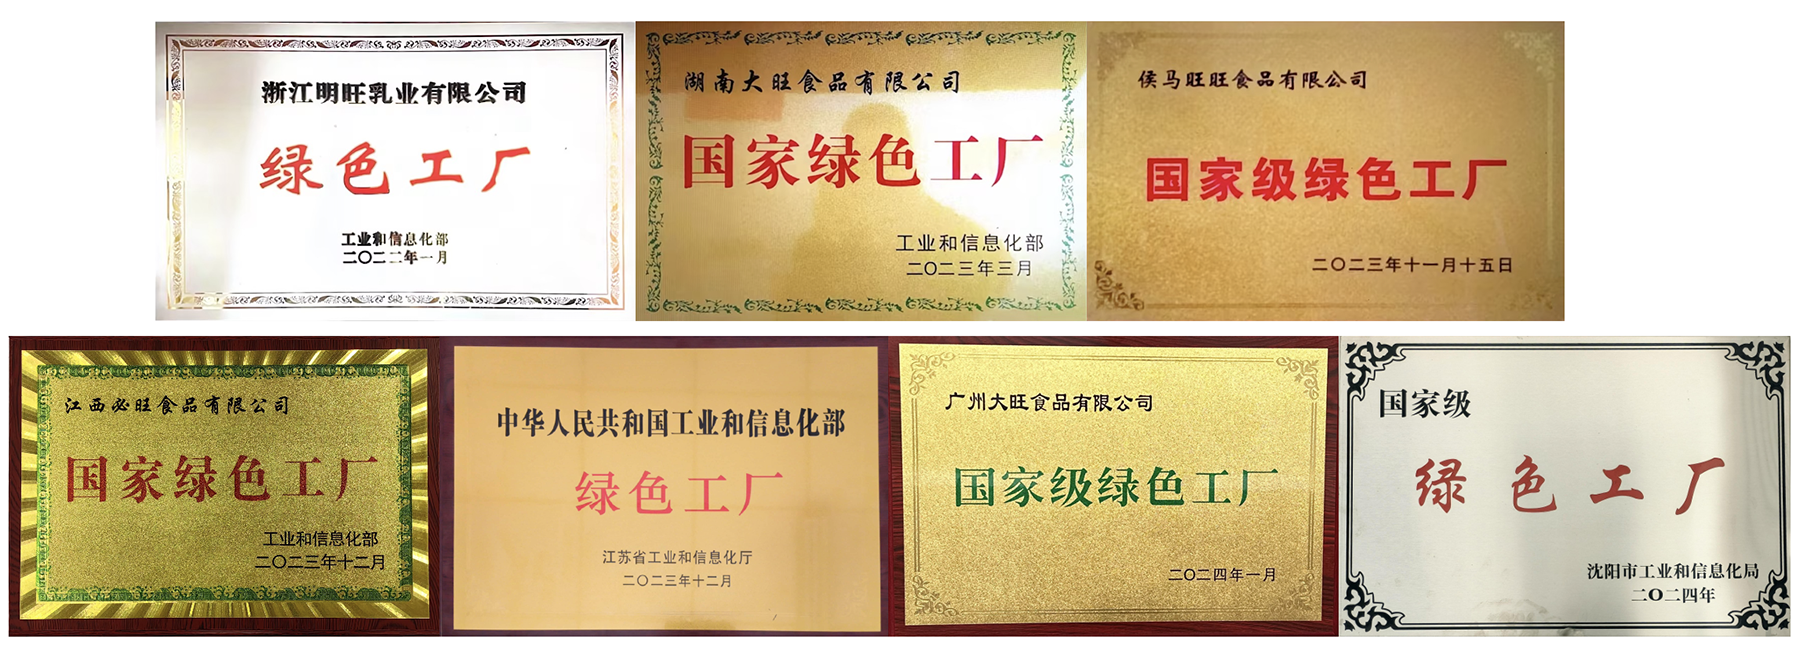 浙江明旺乳业有限公司
绿色工厂
工业和信息化部
二〇二二年一月
湖南大旺食品有限公司
国家绿色工厂
工业和信息化部
二〇二三年三月
侯马旺旺食品有限公司
国家级绿色工厂
二〇二三年十一月十五日
江西必旺食品有限公司
国家绿色工厂
工业和信息化部
二〇二三年十二月
中华人民共和国工业和信息化部
绿色工厂
江苏省工业和信息化厅
二〇二三年十二月
广州大旺食品有限公司
国家级绿色工厂
二〇二四年一月
国家级
绿色工厂
沈阳市工业和信息化局
二〇二四年